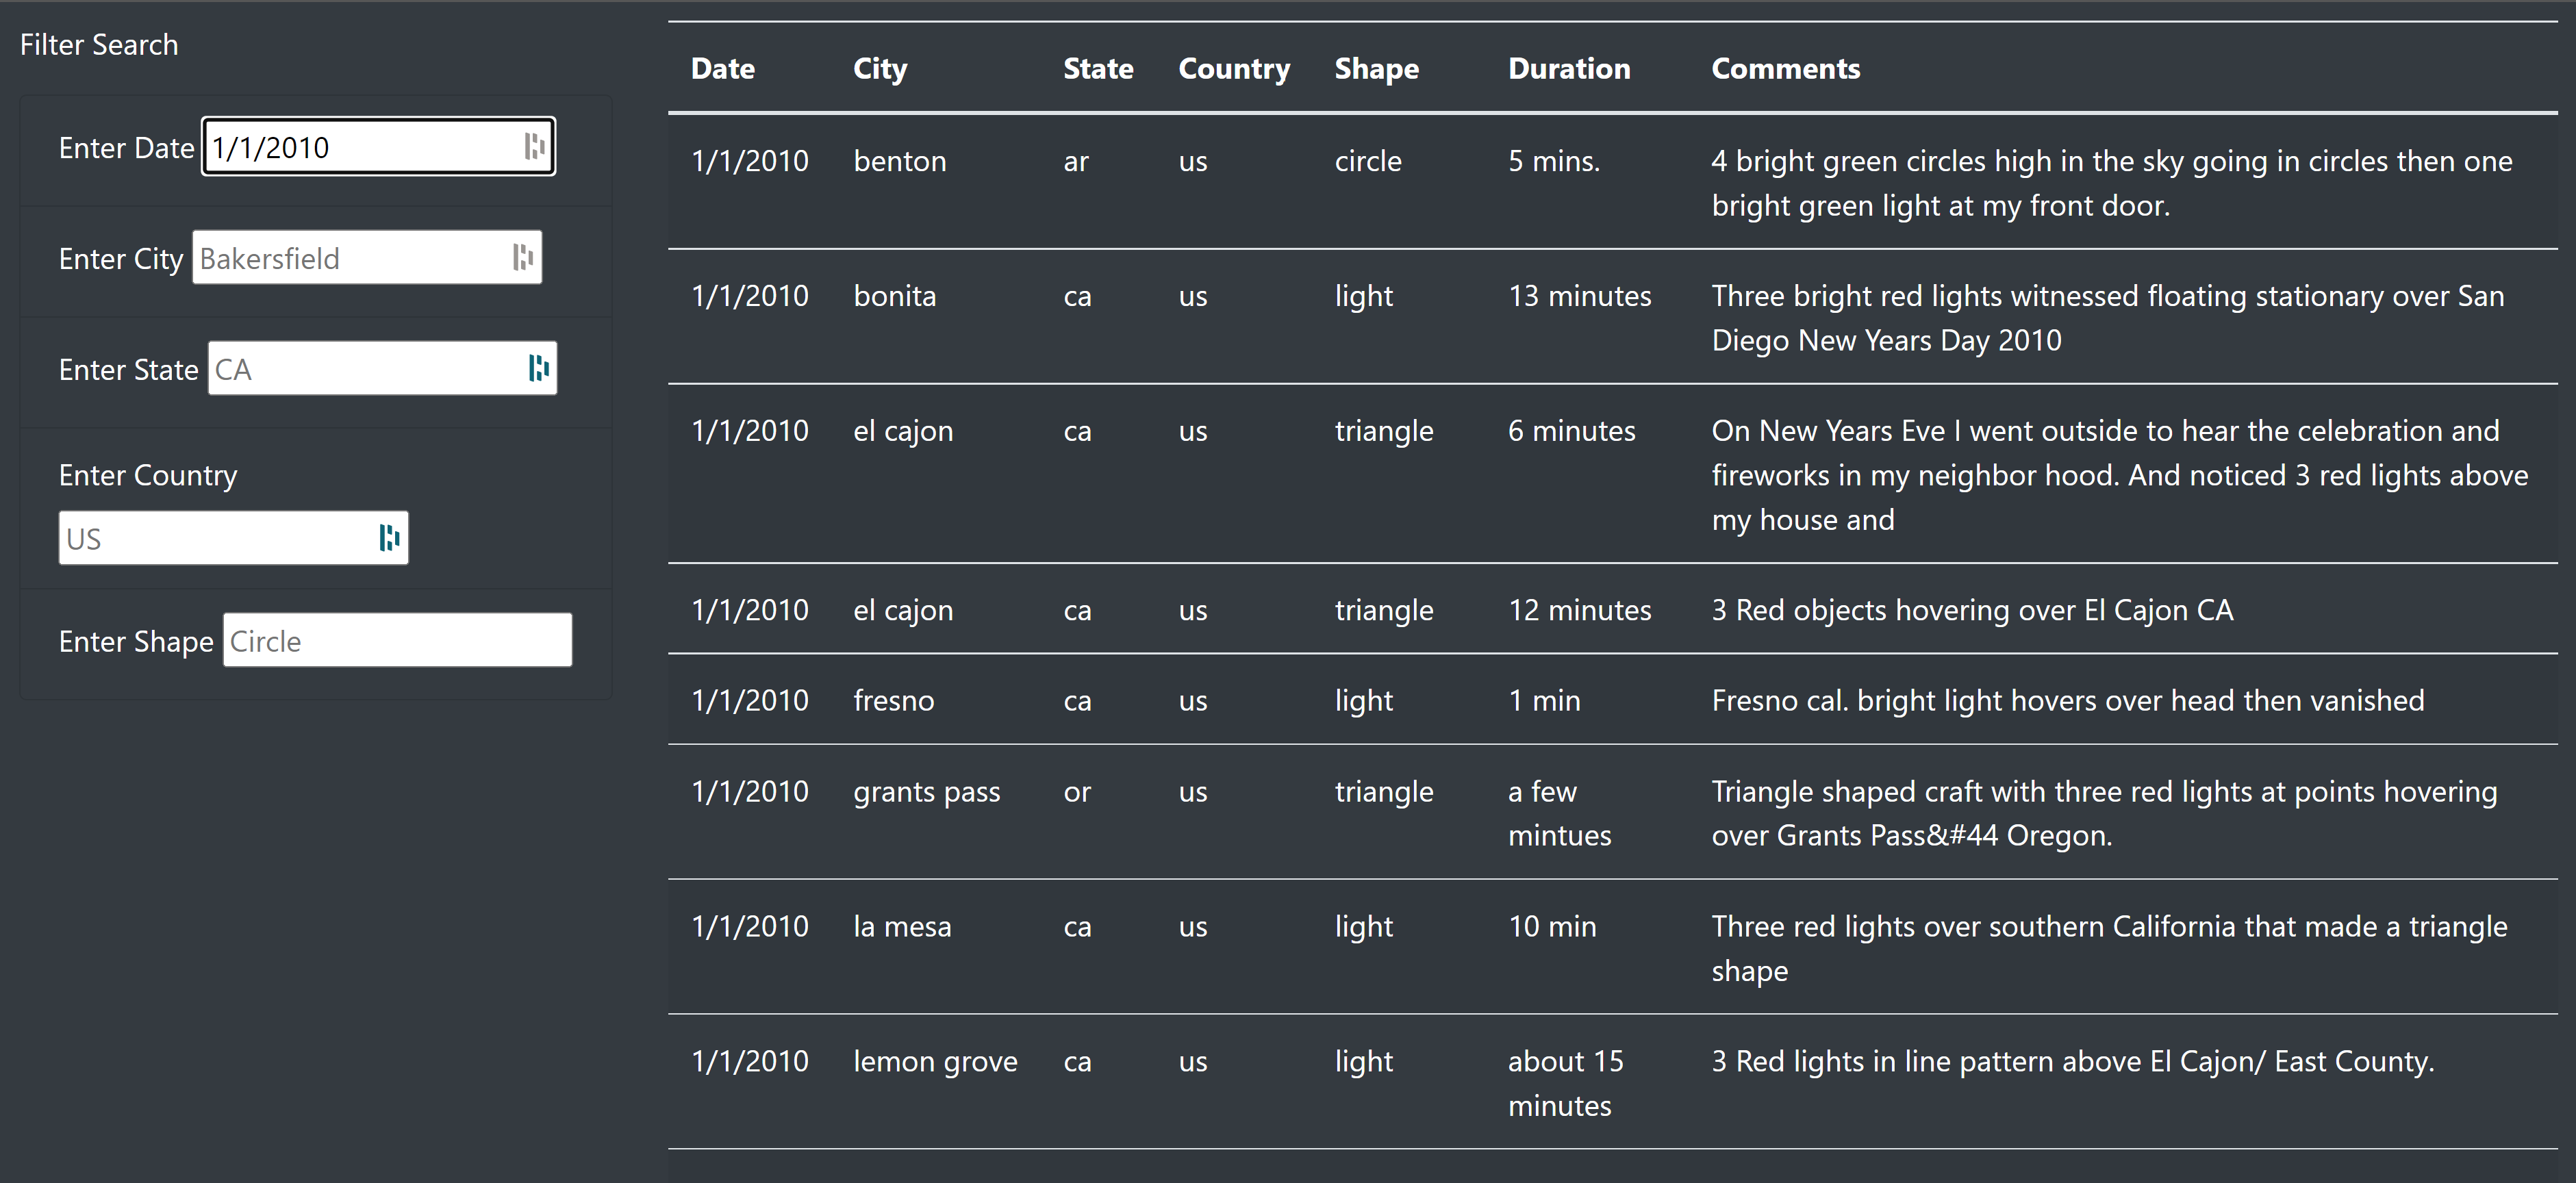 Filter Search
Enter Date 1/1/2010
Enter City Bakersfield
Enter State CA
Enter Country
US
Enter Shape Circle
Date City State Country Shape Duration Comments
1/1/2010 benton ar us circle 5 mins. 4 bright green circles high in the sky going in circles then one
bright green light at my front door.
1/1/2010 bonita ca us light 13 minutes Three bright red lights witnessed floating stationary over San
Diego New Years Day 2010
1/1/2010 el cajon ca us triangle 6 minutes On New Years Eve I went outside to hear the celebration and
fireworks in my neighbor hood. And noticed 3 red lights above
my house and
1/1/2010 el cajon ca us triangle 12 minutes 3 Red objects hovering over El Cajon CA
1/1/2010 fresno ca us light 1 min Fresno cal. bright light hovers over head then vanished
1/1/2010 grants pass or us triangle a few Triangle shaped craft with three red lights at points hovering
mintues over Grants Pass&#44 Oregon.
1/1/2010 la mesa ca us light 10 min Three red lights over southern California that made a triangle
shape
1/1/2010 lemon grove ca us light about 15 3 Red lights in line pattern above El Cajon/ East County.
minutes